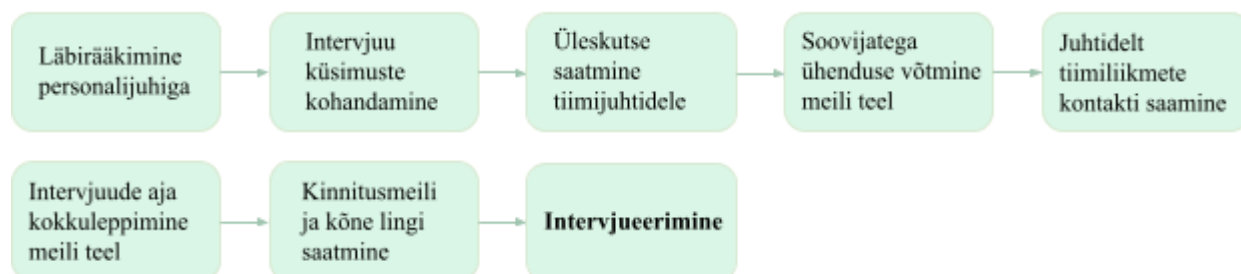 Läbirääkimine
personalijuhiga
Intervjuu
küsimuste
kohandamine
Üleskutse
saatmine
tiimijuhtidele
Soovijatega
ühenduse võtmine
meili teel
Juhtidelt
tiimiliikmete
kontakti saamine
Intervjuude aja
kokkuleppimine
meili teel
Kinnitusmeili
ja kõne lingi
saatmine
Intervjueerimine